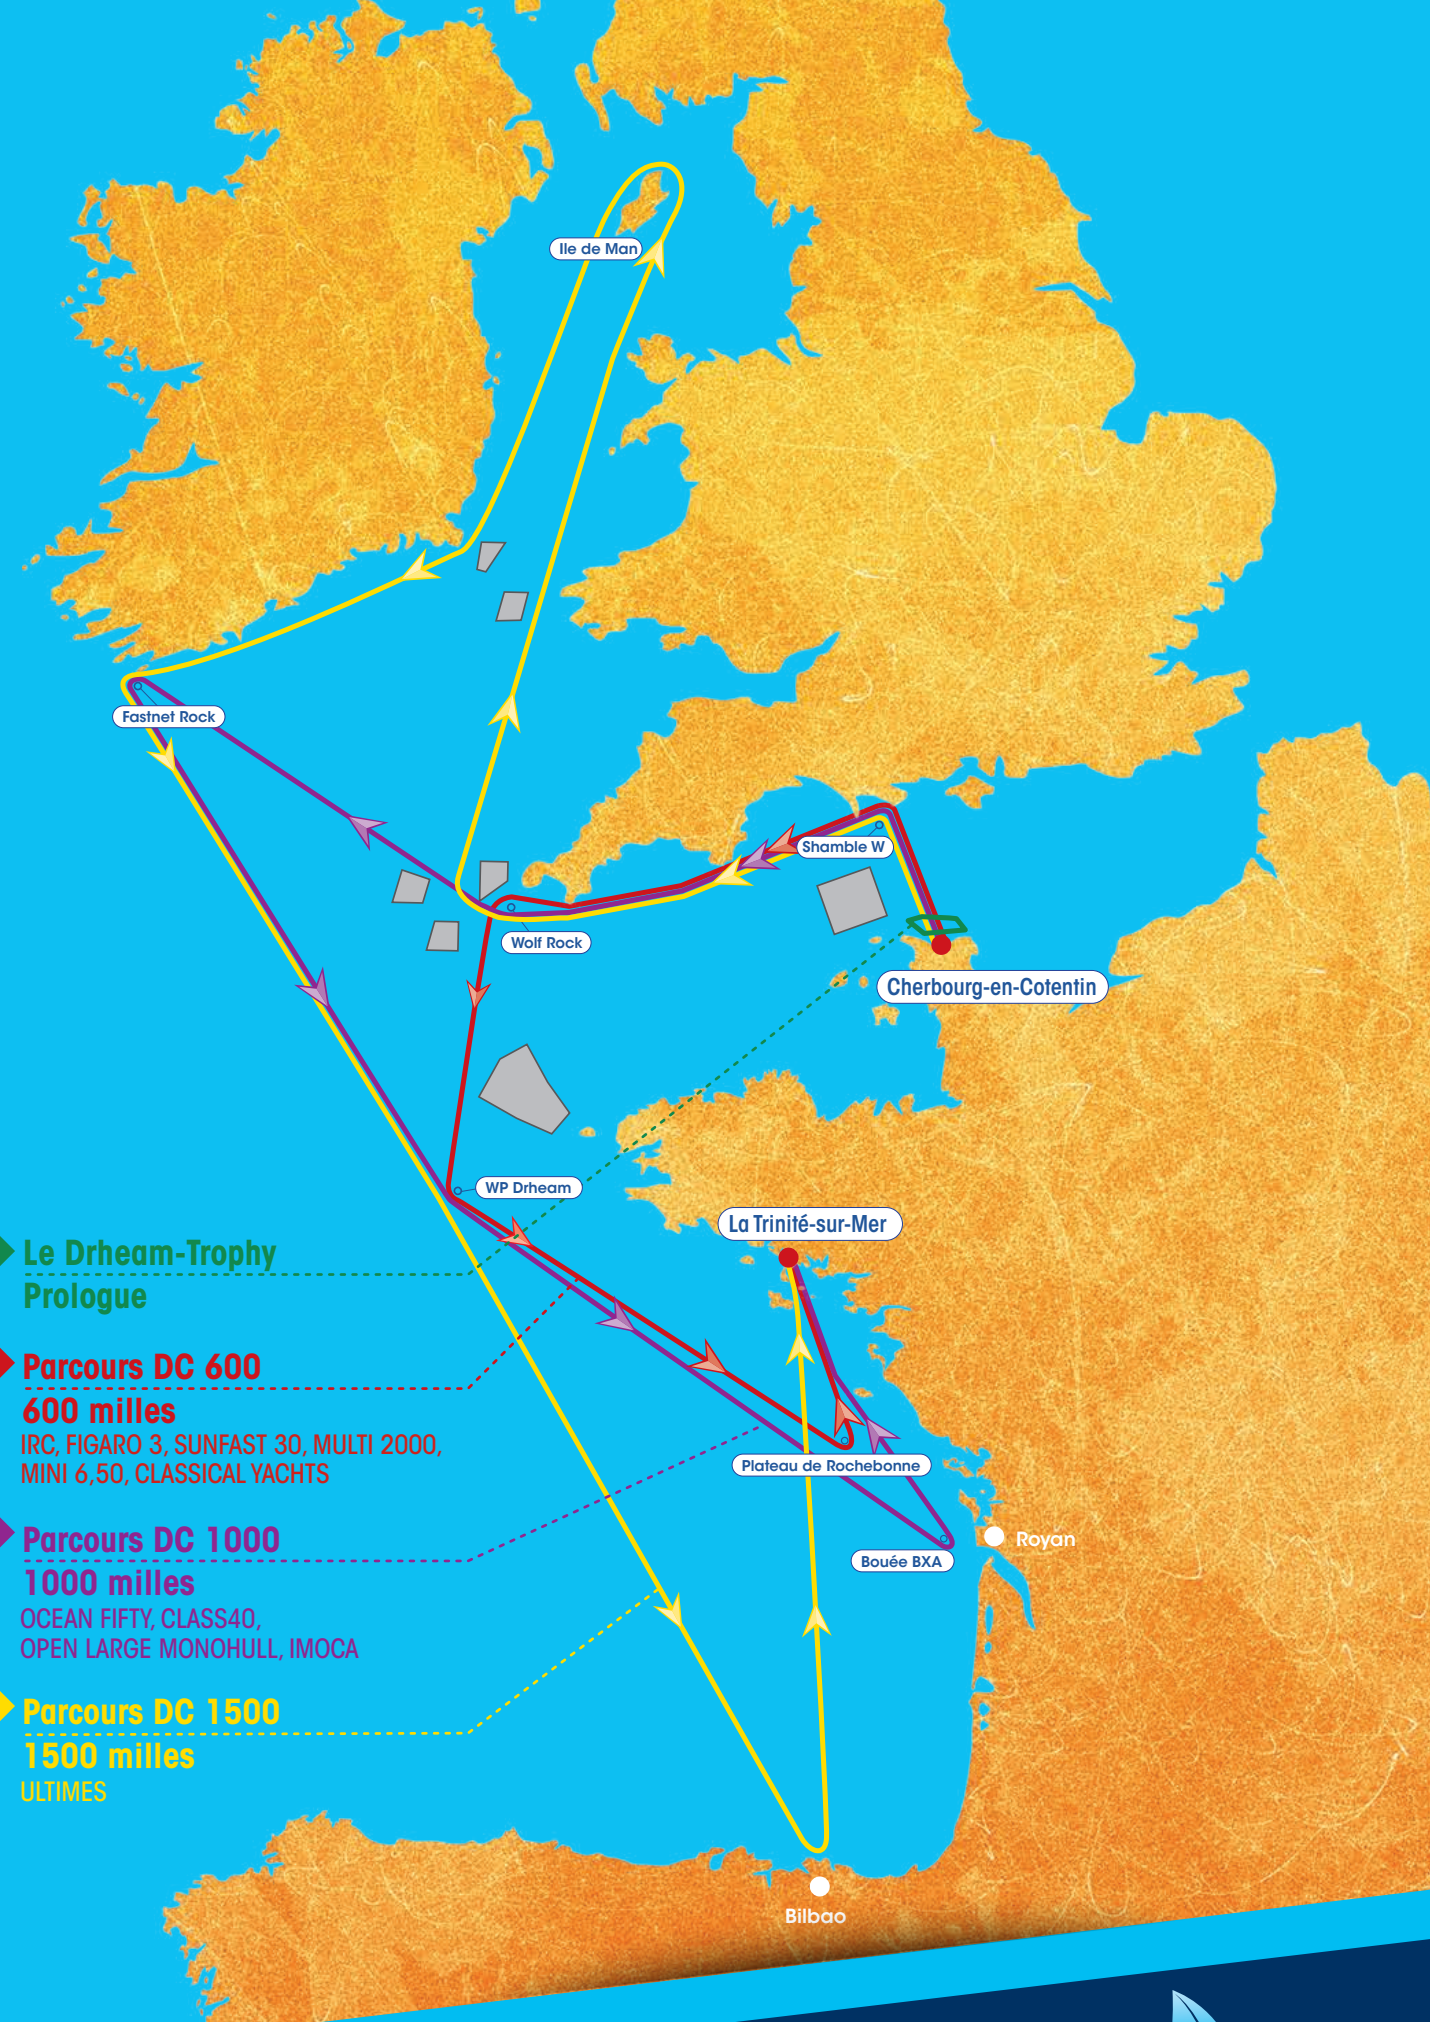 Ile de Man
Fastnet Rock
Shamble W
Wolf Rock
Cherbourg-en-Cotentin
WP Drheam
La Trinité-sur-Mer
Le Drheam-Trophy
Prologue
Parcours DC 600
600 milles
IRC, FIGARO 3, SUNFAST 30, MULTI 2000,
MINI 6,50, CLASSICAL YACHTS
Plateau de Rochebonne
Royan
Bouée BXA
Parcours DC 1000
1000 milles
OCEAN FIFTY, CLASS40,
OPEN LARGE MONOHULL, IMOCA
Parcours DC 1500
1500 milles
ULTIMES
Bilbao